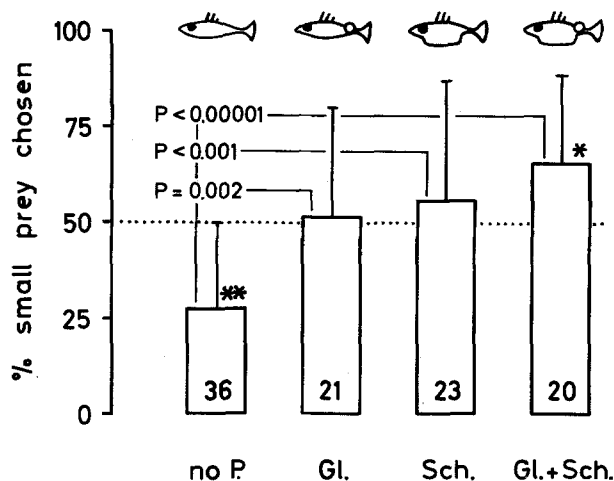 % small prey chosen
100
75
50
25
0
P < 0.00001
P < 0.001
P = 0.002
*
**
36
21
23
20
no P.
Gl.
Sch.
Gl.+Sch.